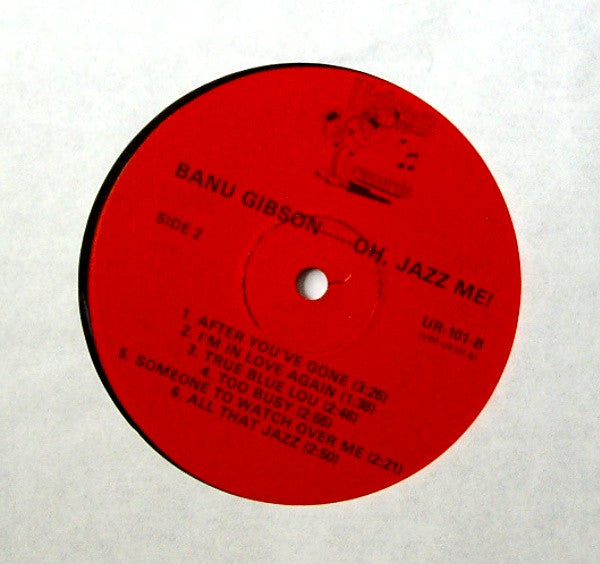 records
BANU GIBSON.....OH, JAZZ ME!
SIDE 2
UR-101-B
1. AFTER YOU'VE GONE (3:26)
2. I'M IN LOVE AGAIN (1:36)
3. TRUE BLUE LOU (2:46)
4. TOO BUSY (2:55)
5. SOMEONE TO WATCH OVER ME (2:21)
6. ALL THAT JAZZ (2:50)